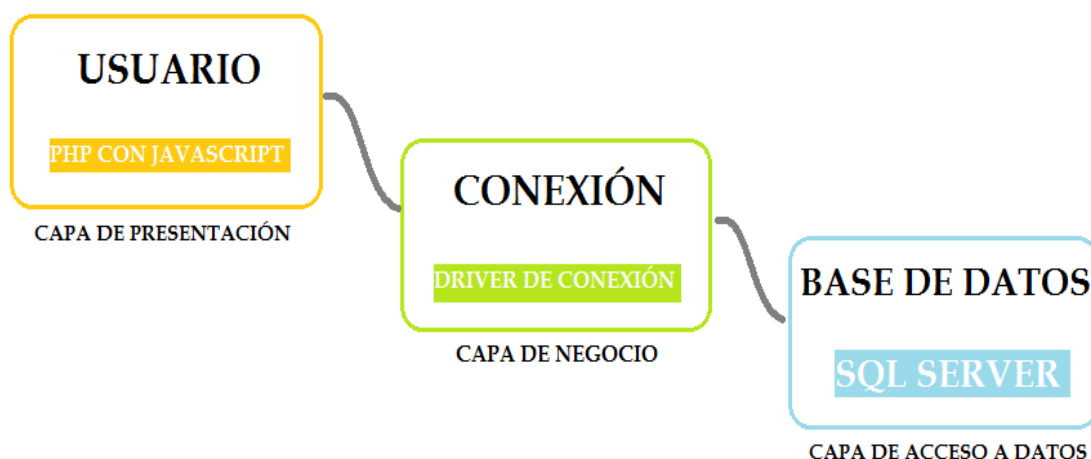 USUARIO
PHP CON JAVASCRIPT
CAPA DE PRESENTACIÓN
CONEXIÓN
DRIVER DE CONEXIÓN
CAPA DE NEGOCIO
BASE DE DATOS
SQL SERVER
CAPA DE ACCESO A DATOS